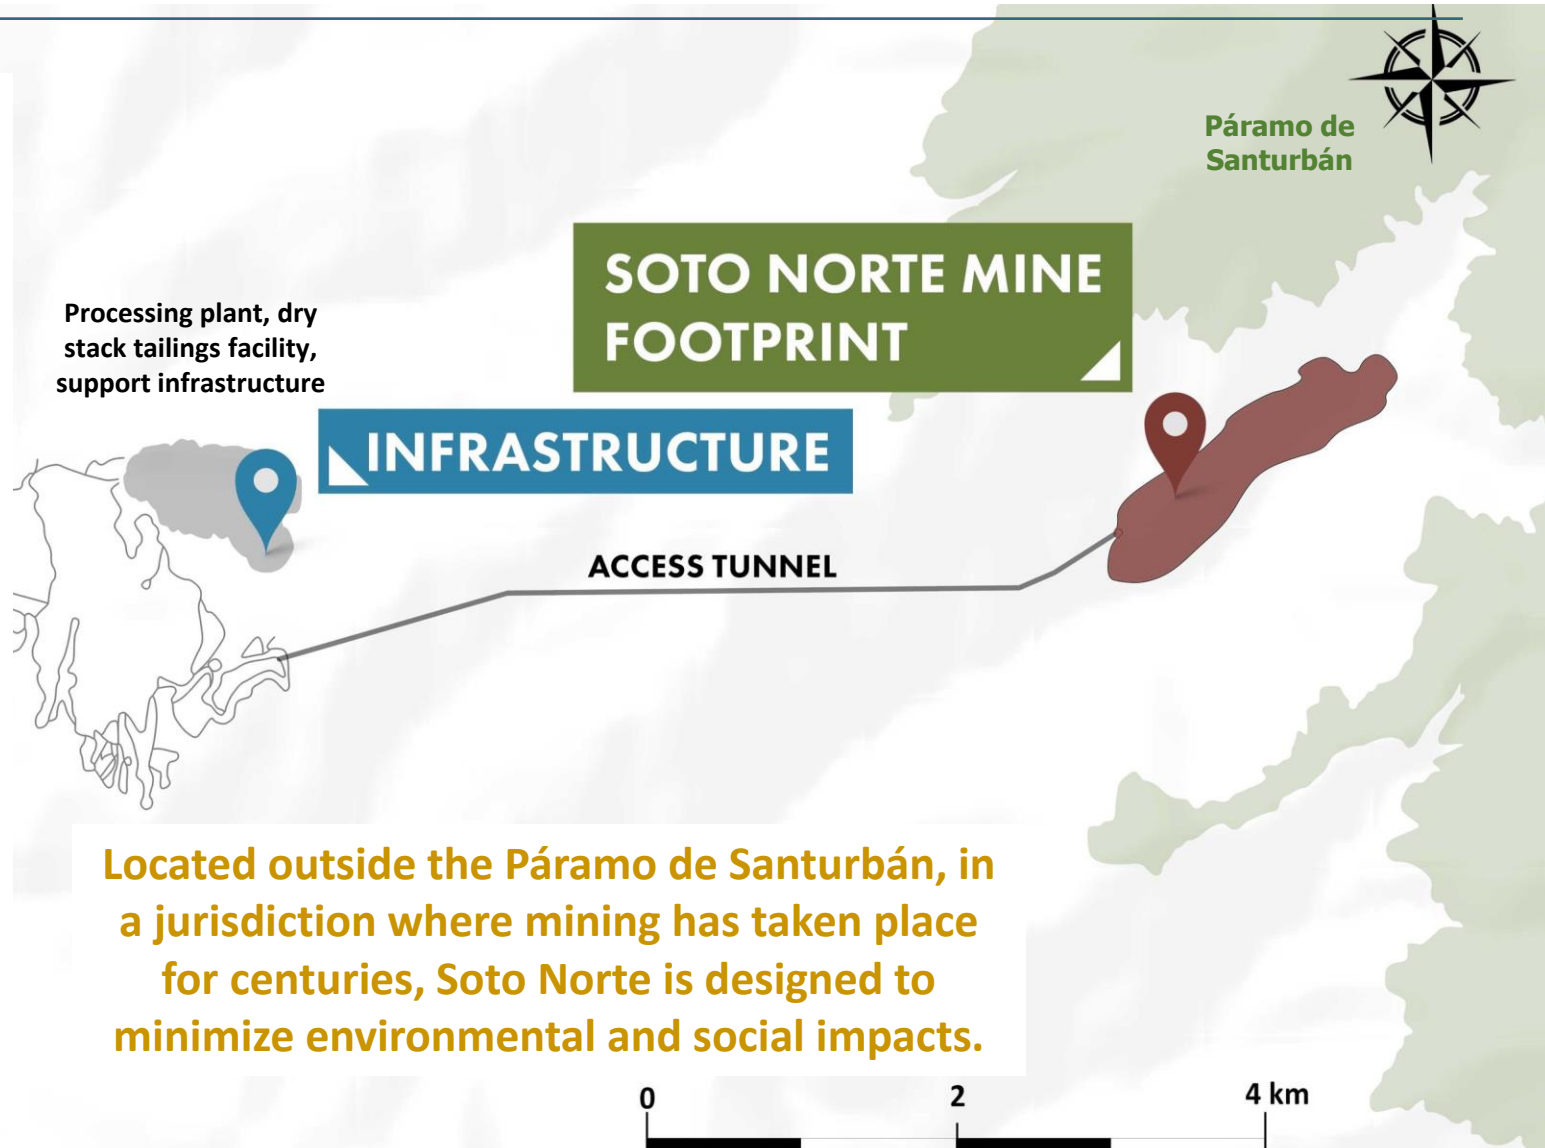 Páramo de
Santurbán
SOTO NORTE MINE
FOOTPRINT
Processing plant, dry
stack tailings facility,
support infrastructure
INFRASTRUCTURE
ACCESS TUNNEL
Located outside the Páramo de Santurbán, in
a jurisdiction where mining has taken place
for centuries, Soto Norte is designed to
minimize environmental and social impacts.
0 2 4 km